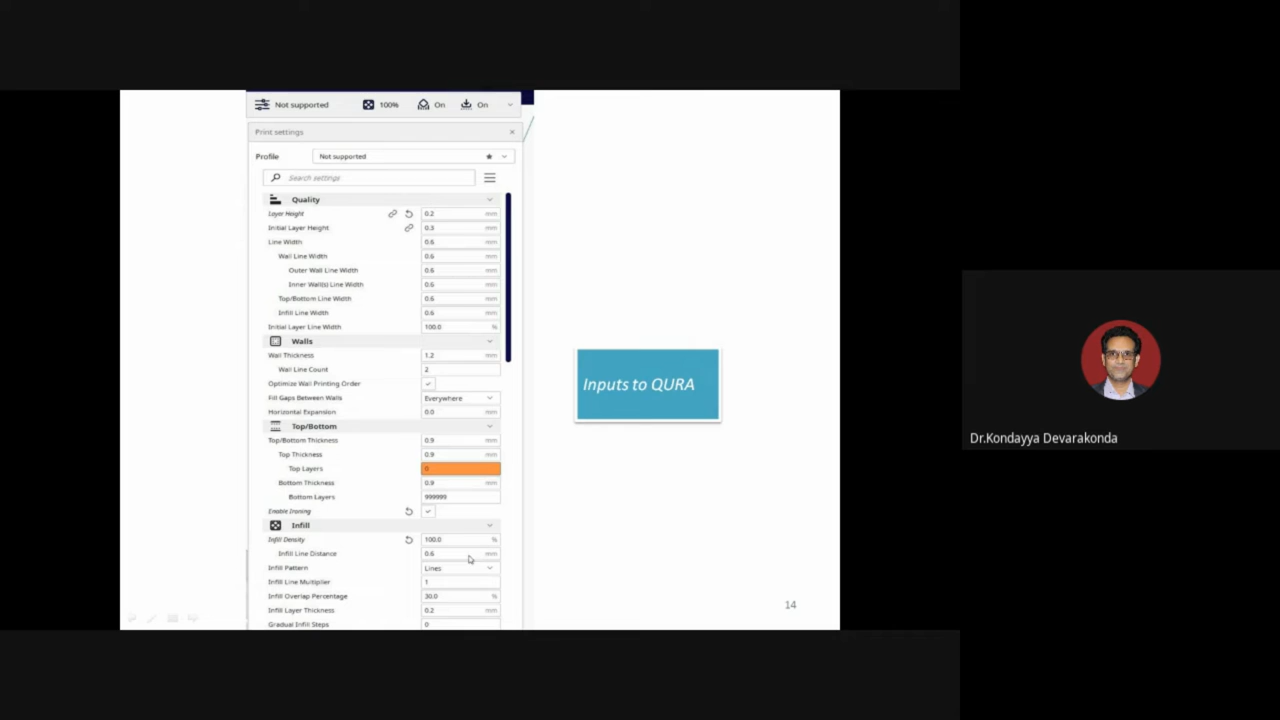 Not supported 100% On On
Print settings ×
Profile Not supported
Search settings
Quality
Layer Height 0.2 mm
Initial Layer Height 0.3 mm
Line Width 0.6 mm
Wall Line Width 0.6 mm
Outer Wall Line Width 0.6 mm
Inner Wall(s) Line Width 0.6 mm
Top/Bottom Line Width 0.6 mm
Infill Line Width 0.6 mm
Initial Layer Line Width 100.0 %
Walls
Wall Thickness 1.2 mm
Wall Line Count 2
Optimize Wall Printing Order
Fill Gaps Between Walls Everywhere
Horizontal Expansion 0.0 mm
Top/Bottom
Top/Bottom Thickness 0.9 mm
Top Thickness 0.9 mm
Top Layers 0
Bottom Thickness 0.9 mm
Bottom Layers 999999
Enable Ironing
Infill
Infill Density 100.0 %
Infill Line Distance 0.6 mm
Infill Pattern Lines
Infill Line Multiplier 1
Infill Overlap Percentage 30.0 %
Infill Layer Thickness 0.2 mm
Gradual Infill Steps 0
Inputs to QURA
14
Dr.Kondayya Devarakonda